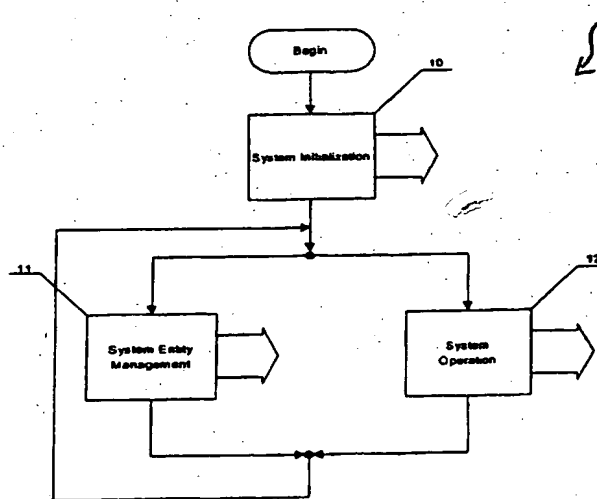 Begin
10
System Initialization
11
System Entity
Management
12
System
Operation